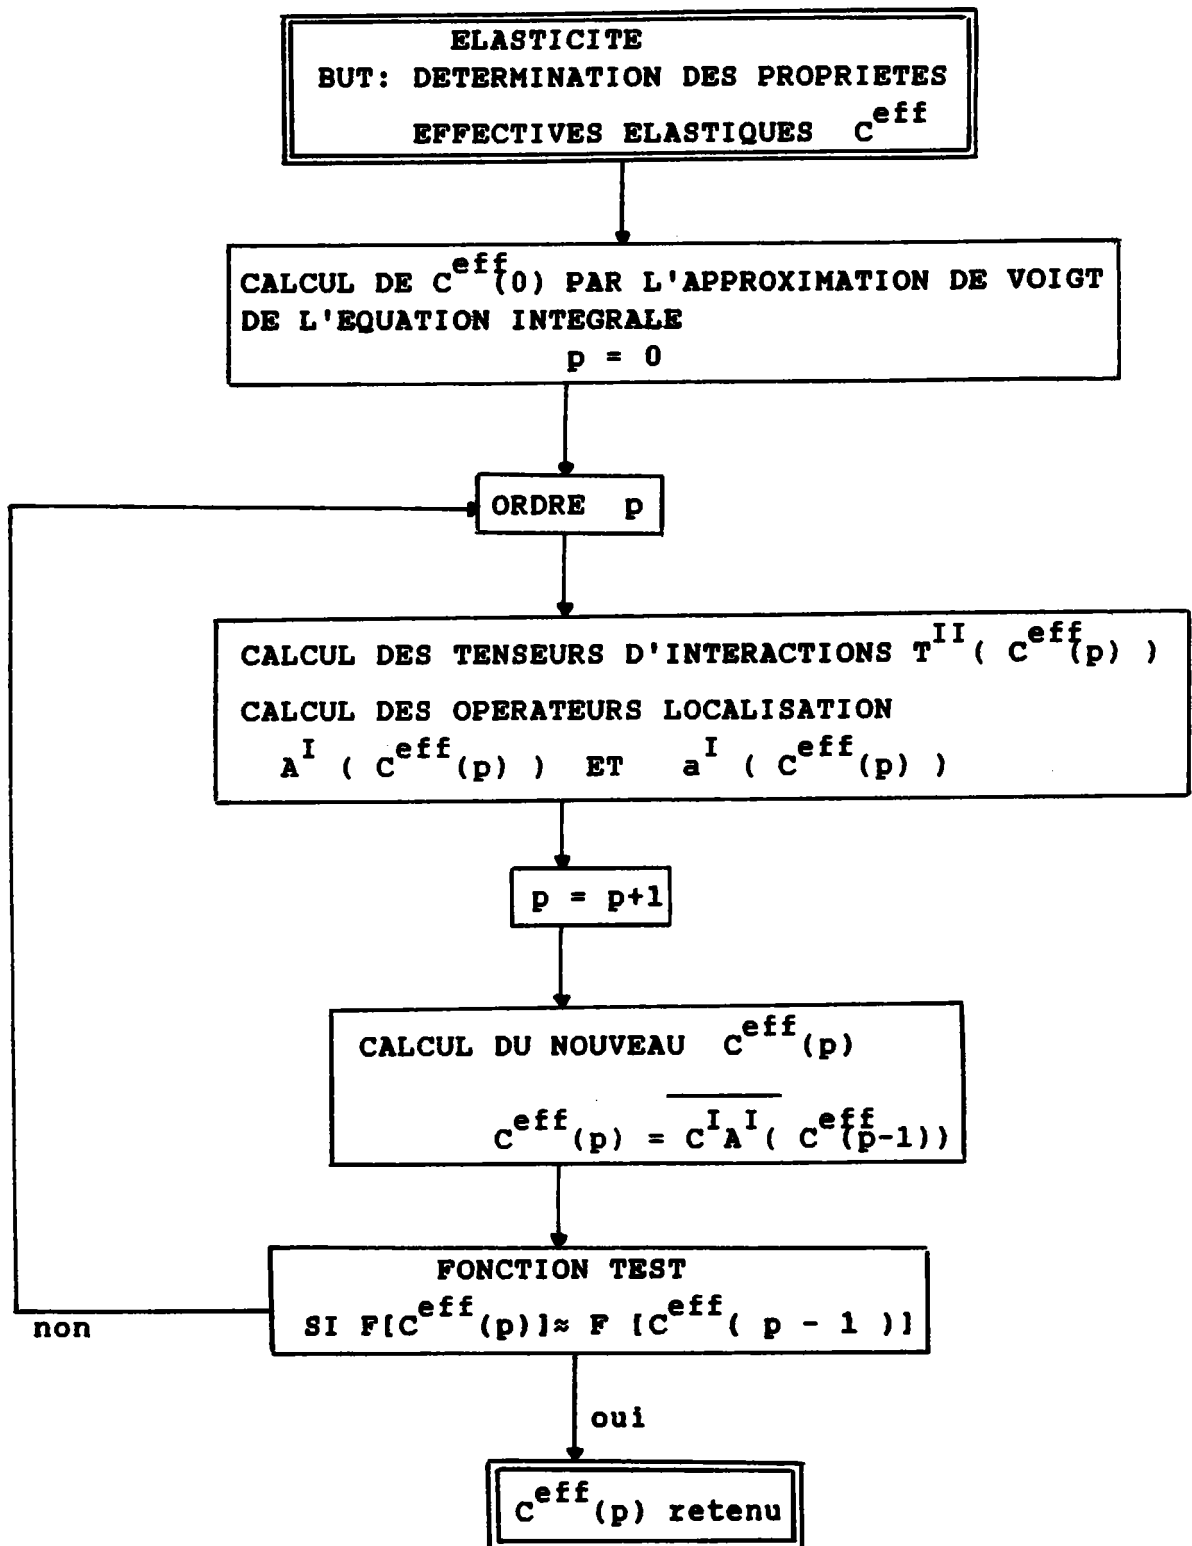 ELASTICITE
BUT: DETERMINATION DES PROPRIETES
EFFECTIVES ELASTIQUES C^eff
CALCUL DE C^eff(0) PAR L'APPROXIMATION DE VOIGT
DE L'EQUATION INTEGRALE
p = 0
ORDRE p
CALCUL DES TENSEURS D'INTERACTIONS T^II( C^eff(p) )
CALCUL DES OPERATEURS LOCALISATION
A^I ( C^eff(p) ) ET a^I ( C^eff(p) )
p = p+1
CALCUL DU NOUVEAU C^eff(p)
C^eff(p) = \overline{C^I A^I}( C^eff(p-1))
FONCTION TEST
SI F[C^eff(p)]≈ F [C^eff( p - 1 )]
non
oui
C^eff(p) retenu